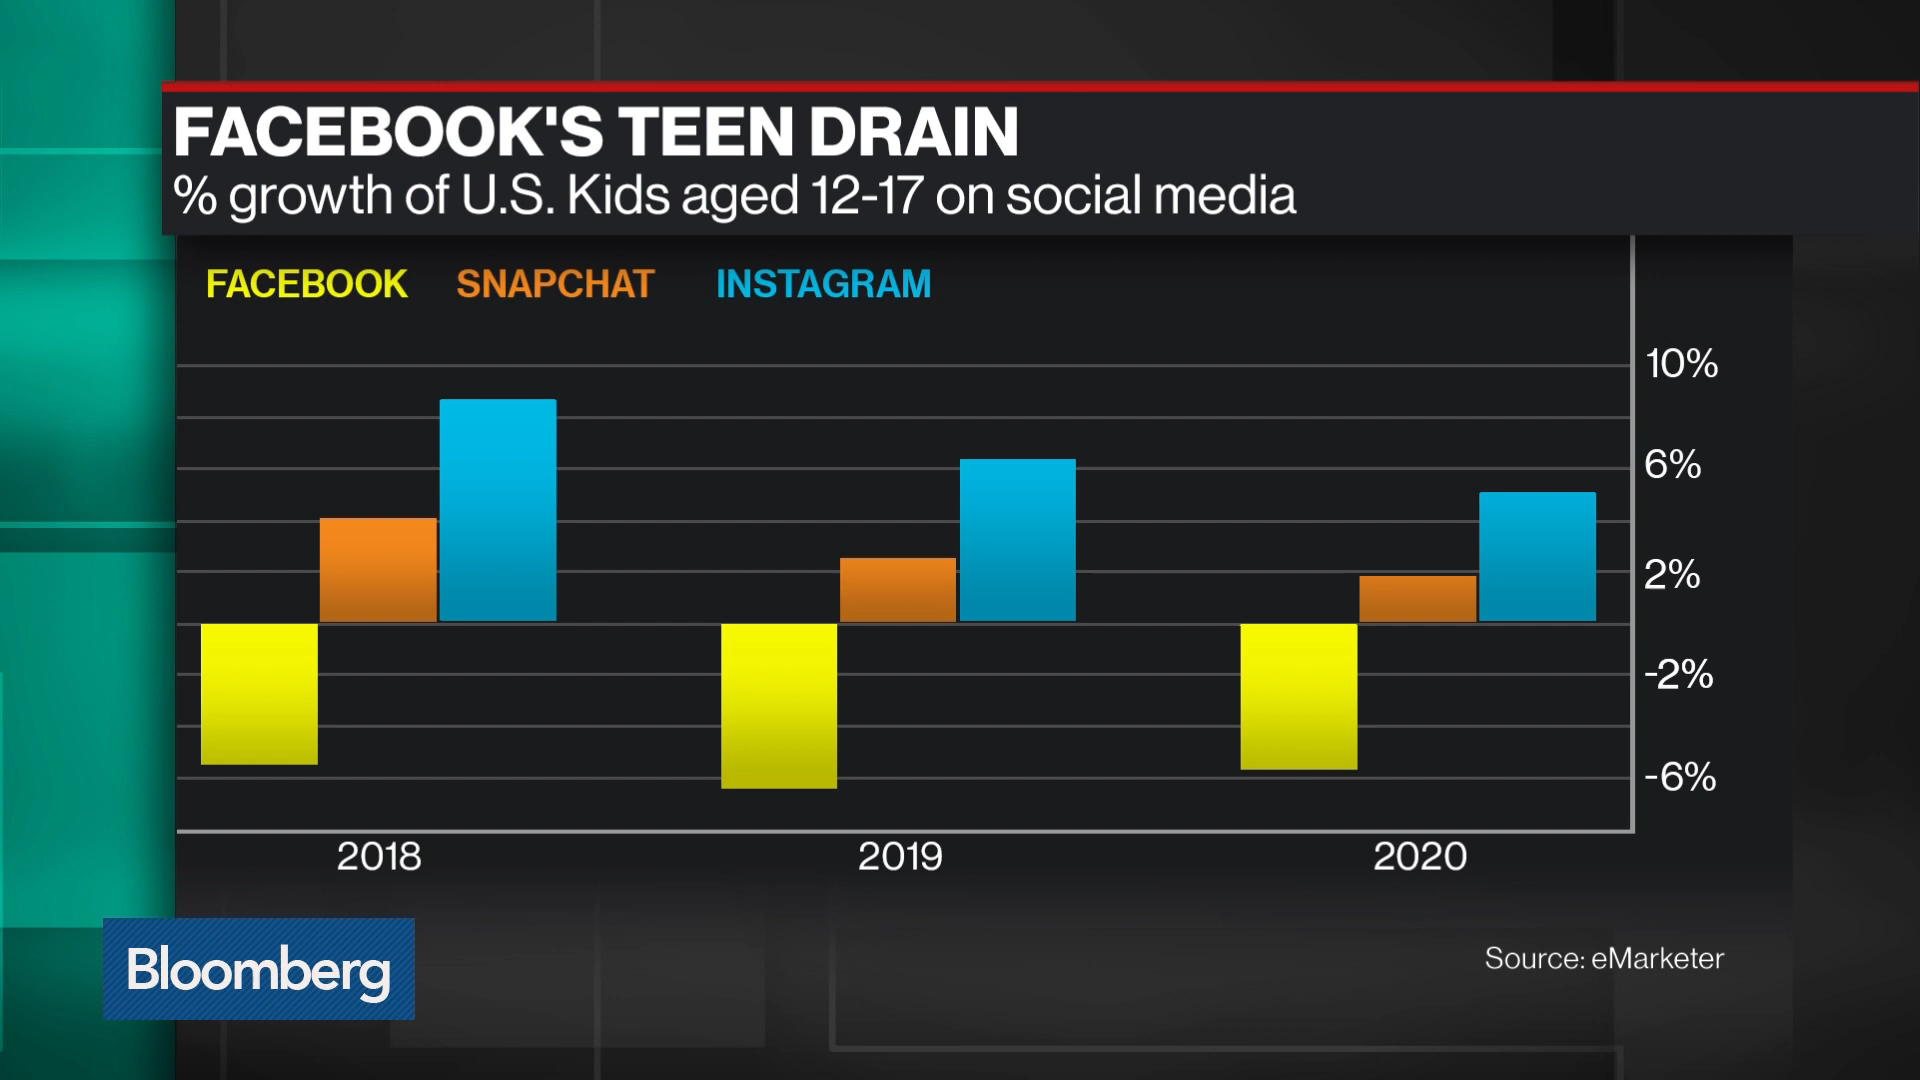 FACEBOOK'S TEEN DRAIN
% growth of U.S. Kids aged 12-17 on social media
FACEBOOK SNAPCHAT INSTAGRAM
10%
6%
2%
-2%
-6%
2018 2019 2020
Bloomberg
Source: eMarketer